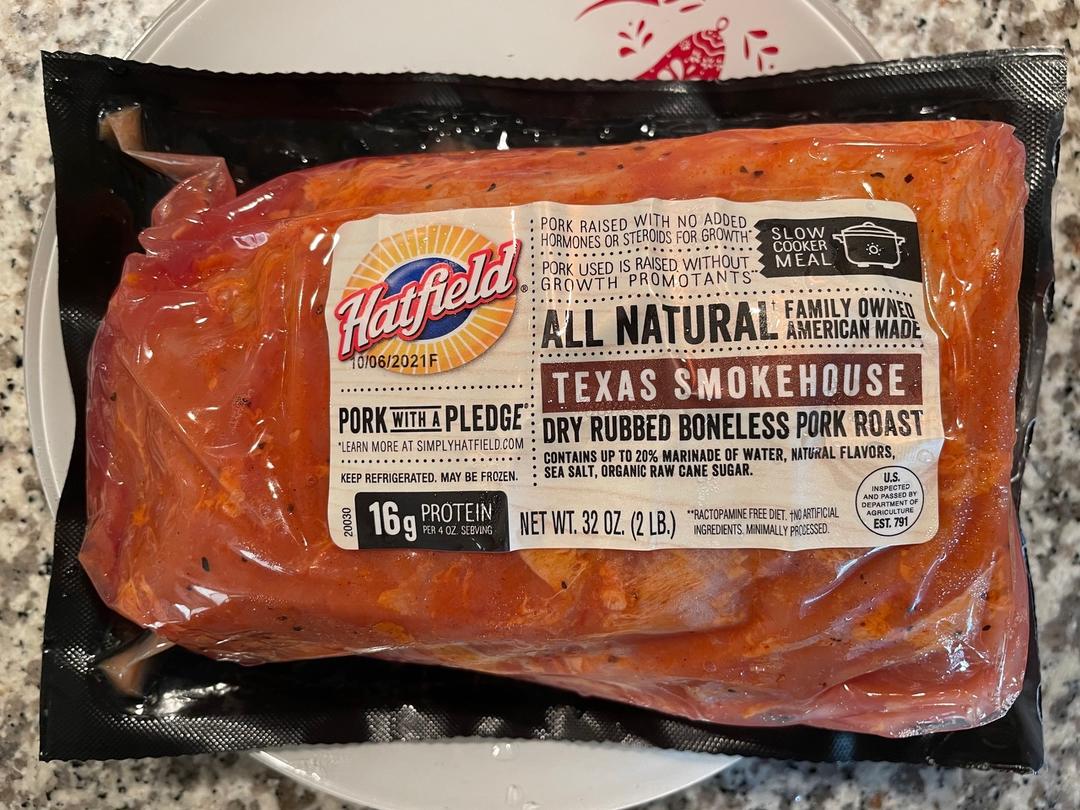 Hatfield®
10/06/2021F
PORK WITH A PLEDGE®
*LEARN MORE AT SIMPLYHATFIELD.COM
KEEP REFRIGERATED. MAY BE FROZEN.
20030
16g PROTEIN
PER 4 OZ. SERVING
PORK RAISED WITH NO ADDED
HORMONES OR STEROIDS FOR GROWTH*
PORK USED IS RAISED WITHOUT
GROWTH PROMOTANTS**
SLOW
COOKER
MEAL
ALL NATURAL†
FAMILY OWNED
AMERICAN MADE
TEXAS SMOKEHOUSE
DRY RUBBED BONELESS PORK ROAST
CONTAINS UP TO 20% MARINADE OF WATER, NATURAL FLAVORS,
SEA SALT, ORGANIC RAW CANE SUGAR.
NET WT. 32 OZ. (2 LB.)
**RACTOPAMINE FREE DIET. †NO ARTIFICIAL
INGREDIENTS. MINIMALLY PROCESSED.
U.S.
INSPECTED
AND PASSED BY
DEPARTMENT OF
AGRICULTURE
EST. 791